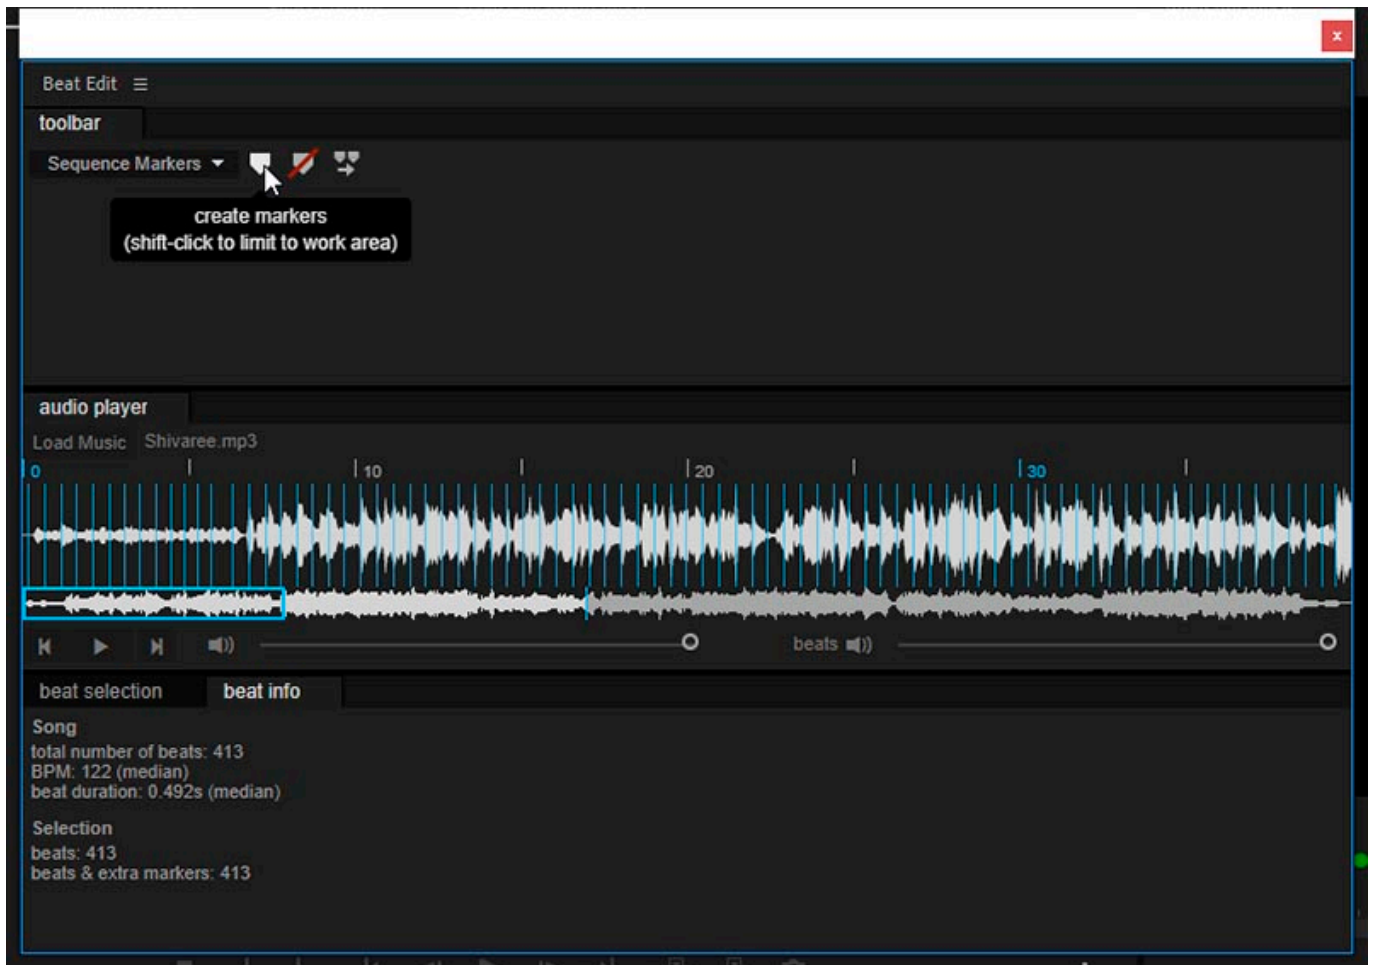 Beat Edit
toolbar
Sequence Markers
create markers
(shift-click to limit to work area)
audio player
Load Music Shivaree.mp3
0 10 20 30
beats
beat selection beat info
Song
total number of beats: 413
BPM: 122 (median)
beat duration: 0.492s (median)
Selection
beats: 413
beats & extra markers: 413